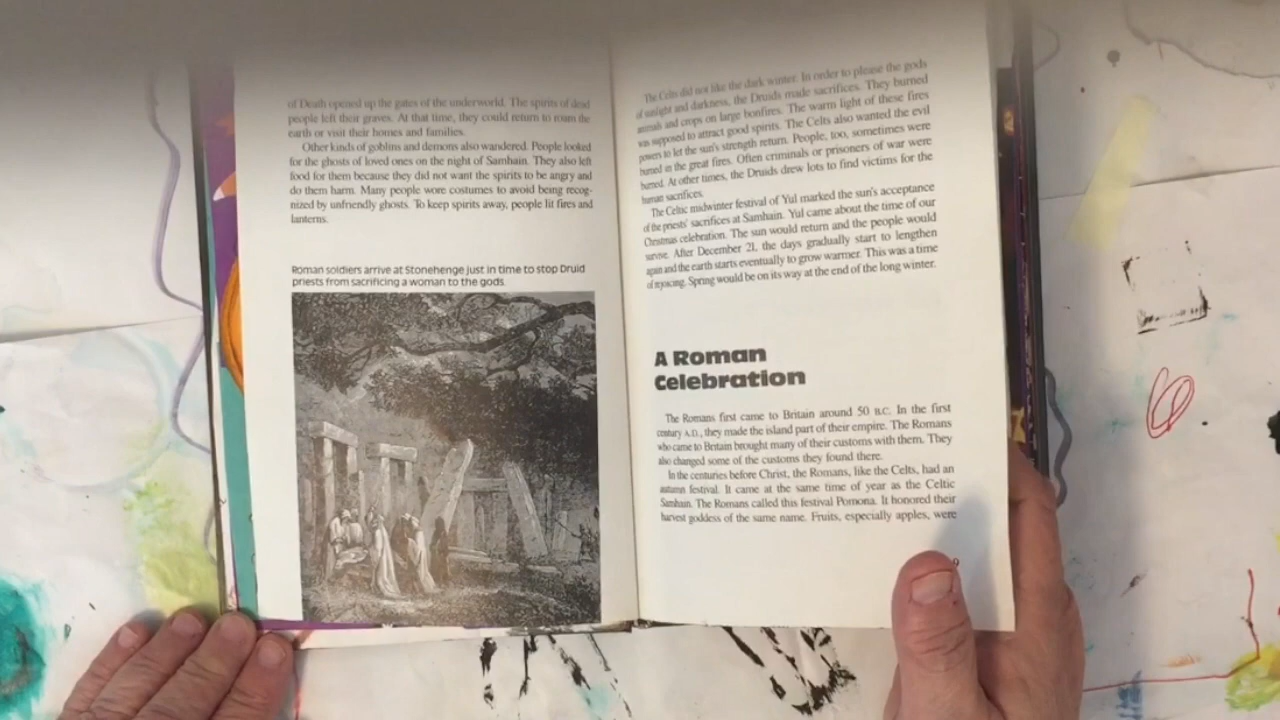 of Death opened up the gates of the underworld. The spirits of dead
people left their graves. At that time, they could return to roam the
earth or visit their homes and families.
Other kinds of goblins and demons also wandered. People looked
for the ghosts of loved ones on the night of Samhain. They also left
food for them because they did not want the spirits to be angry and
do them harm. Many people wore costumes to avoid being recog-
nized by unfriendly ghosts. To keep spirits away, people lit fires and
lanterns.
Roman soldiers arrive at Stonehenge just in time to stop Druid
priests from sacrificing a woman to the gods.
The Celts did not like the dark winter. In order to please the gods
of sunlight and darkness, the Druids made sacrifices. They burned
animals and crops on large bonfires. The warm light of these fires
was supposed to attract good spirits. The Celts also wanted the evil
powers to let the sun's strength return. People, too, sometimes were
burned in the great fires. Often criminals or prisoners of war were
burned. At other times, the Druids drew lots to find victims for the
human sacrifices.
The Celtic midwinter festival of Yul marked the sun's acceptance
of the priests' sacrifices at Samhain. Yul came about the time of our
Christmas celebration. The sun would return and the people would
survive. After December 21, the days gradually start to lengthen
again and the earth starts eventually to grow warmer. This was a time
of rejoicing. Spring would be on its way at the end of the long winter.
A Roman
Celebration
The Romans first came to Britain around 50 B.C. In the first
century A.D., they made the island part of their empire. The Romans
who came to Britain brought many of their customs with them. They
also changed some of the customs they found there.
In the centuries before Christ, the Romans, like the Celts, had an
autumn festival. It came at the same time of year as the Celtic
Samhain. The Romans called this festival Pomona. It honored their
harvest goddess of the same name. Fruits, especially apples, were